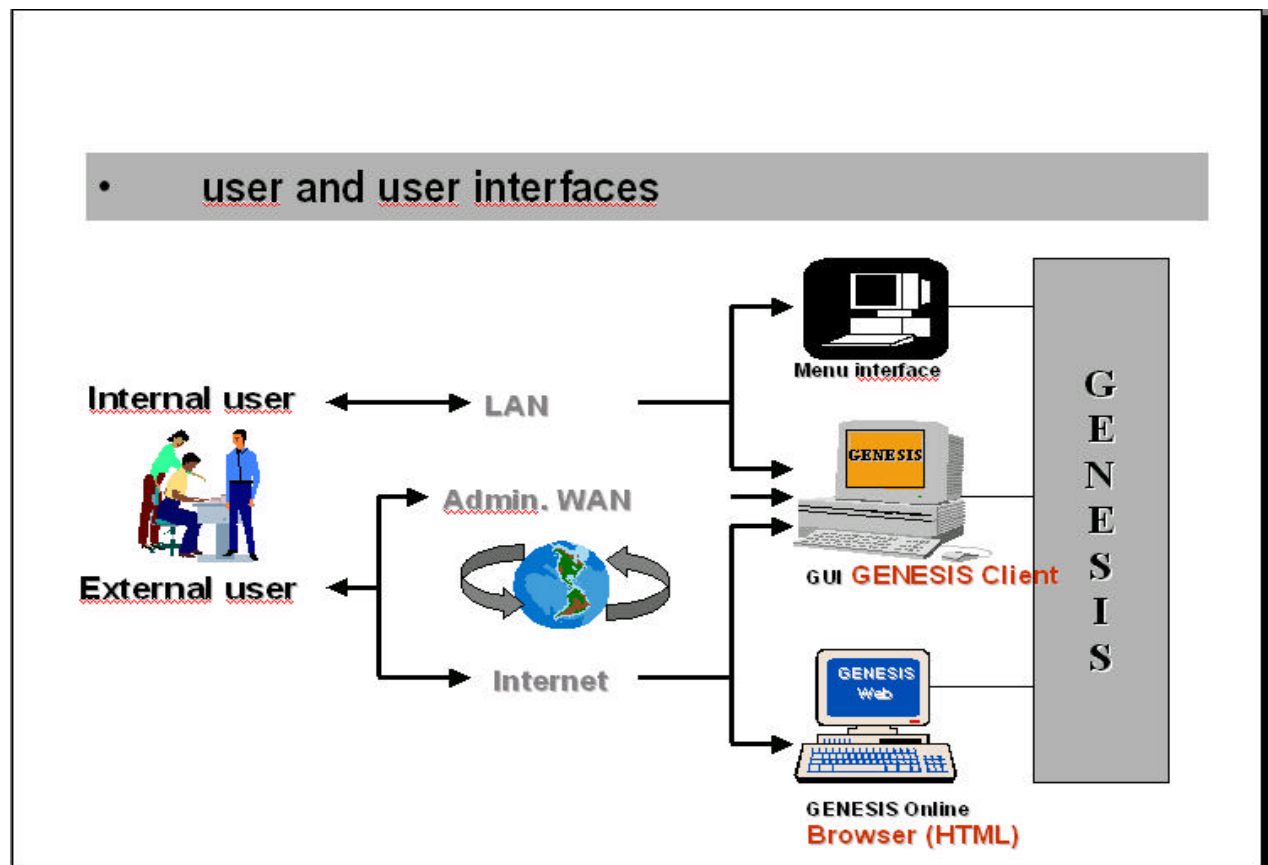 • user and user interfaces
Menu interface
Internal user
LAN
GENESIS
Admin. WAN
GUI GENESIS Client
External user
Internet
GENESIS
Web
GENESIS Online
Browser (HTML)
G
E
N
E
S
I
S